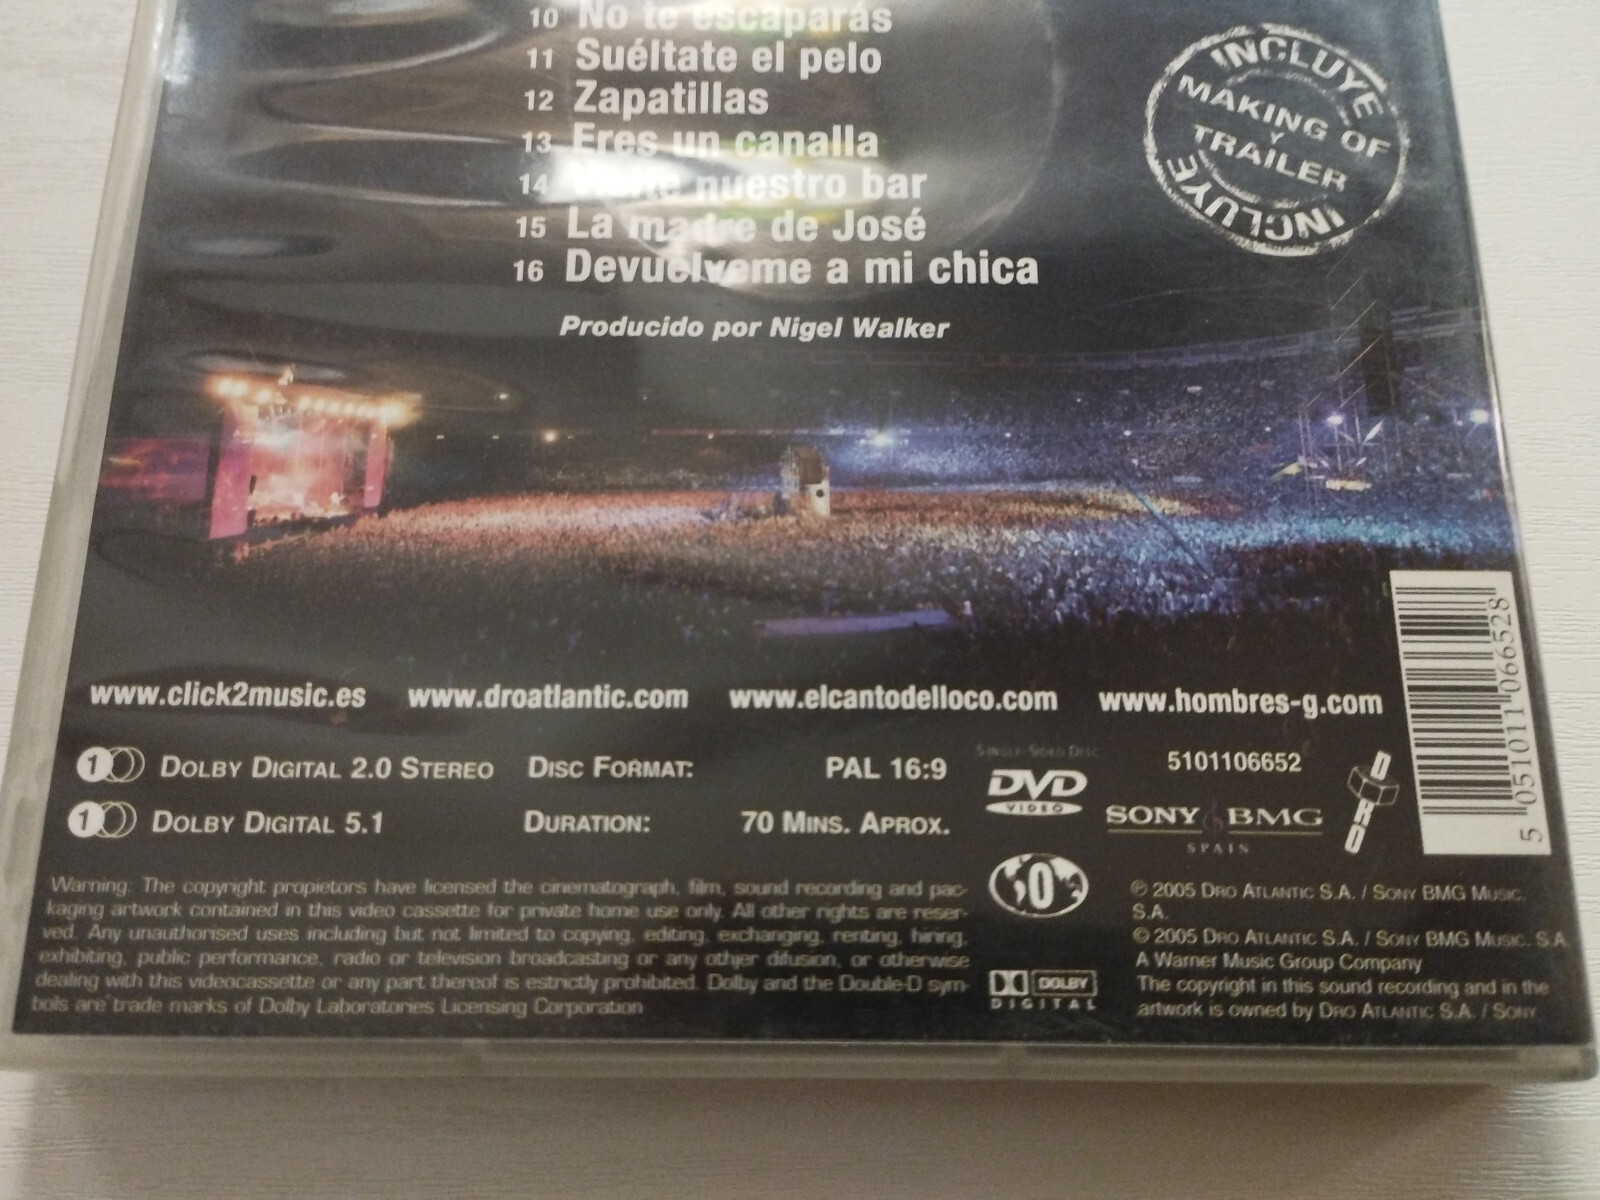 10 No te escaparás
11 Suéltate el pelo
12 Zapatillas
13 Eres un canalla
14 Visite nuestro bar
15 La madre de José
16 Devuélveme a mi chica
Producido por Nigel Walker
INCLUYE
MAKING OF
Y
TRAILER
INCLUYE
www.click2music.es www.droatlantic.com www.elcantodelloco.com www.hombres-g.com
1 DOLBY DIGITAL 2.0 STEREO DISC FORMAT: PAL 16:9
1 DOLBY DIGITAL 5.1 DURATION: 70 MINS. APROX.
SINGLE-SIDED DISC
DVD
VIDEO
5101106652
SONY BMG
SPAIN
DRO
5 051011 066528
0
Warning: The copyright propietors have licensed the cinematograph, film, sound recording and pac-
kaging artwork contained in this video cassette for private home use only. All other rights are reser-
ved. Any unauthorised uses including but not limited to copying, editing, exchanging, renting, hiring,
exhibiting, public performance, radio or television broadcasting or any othjer difusion, or otherwise
dealing with this videocassette or any part thereof is estrictly prohibited. Dolby and the Double-D sym-
bols are trade marks of Dolby Laboratories Licensing Corporation
DOLBY
DIGITAL
℗ 2005 DRO ATLANTIC S.A. / SONY BMG MUSIC.
S.A.
© 2005 DRO ATLANTIC S.A. / SONY BMG MUSIC. S.A.
A Warner Music Group Company
The copyright in this sound recording and in the
artwork is owned by DRO ATLANTIC S.A. / SONY